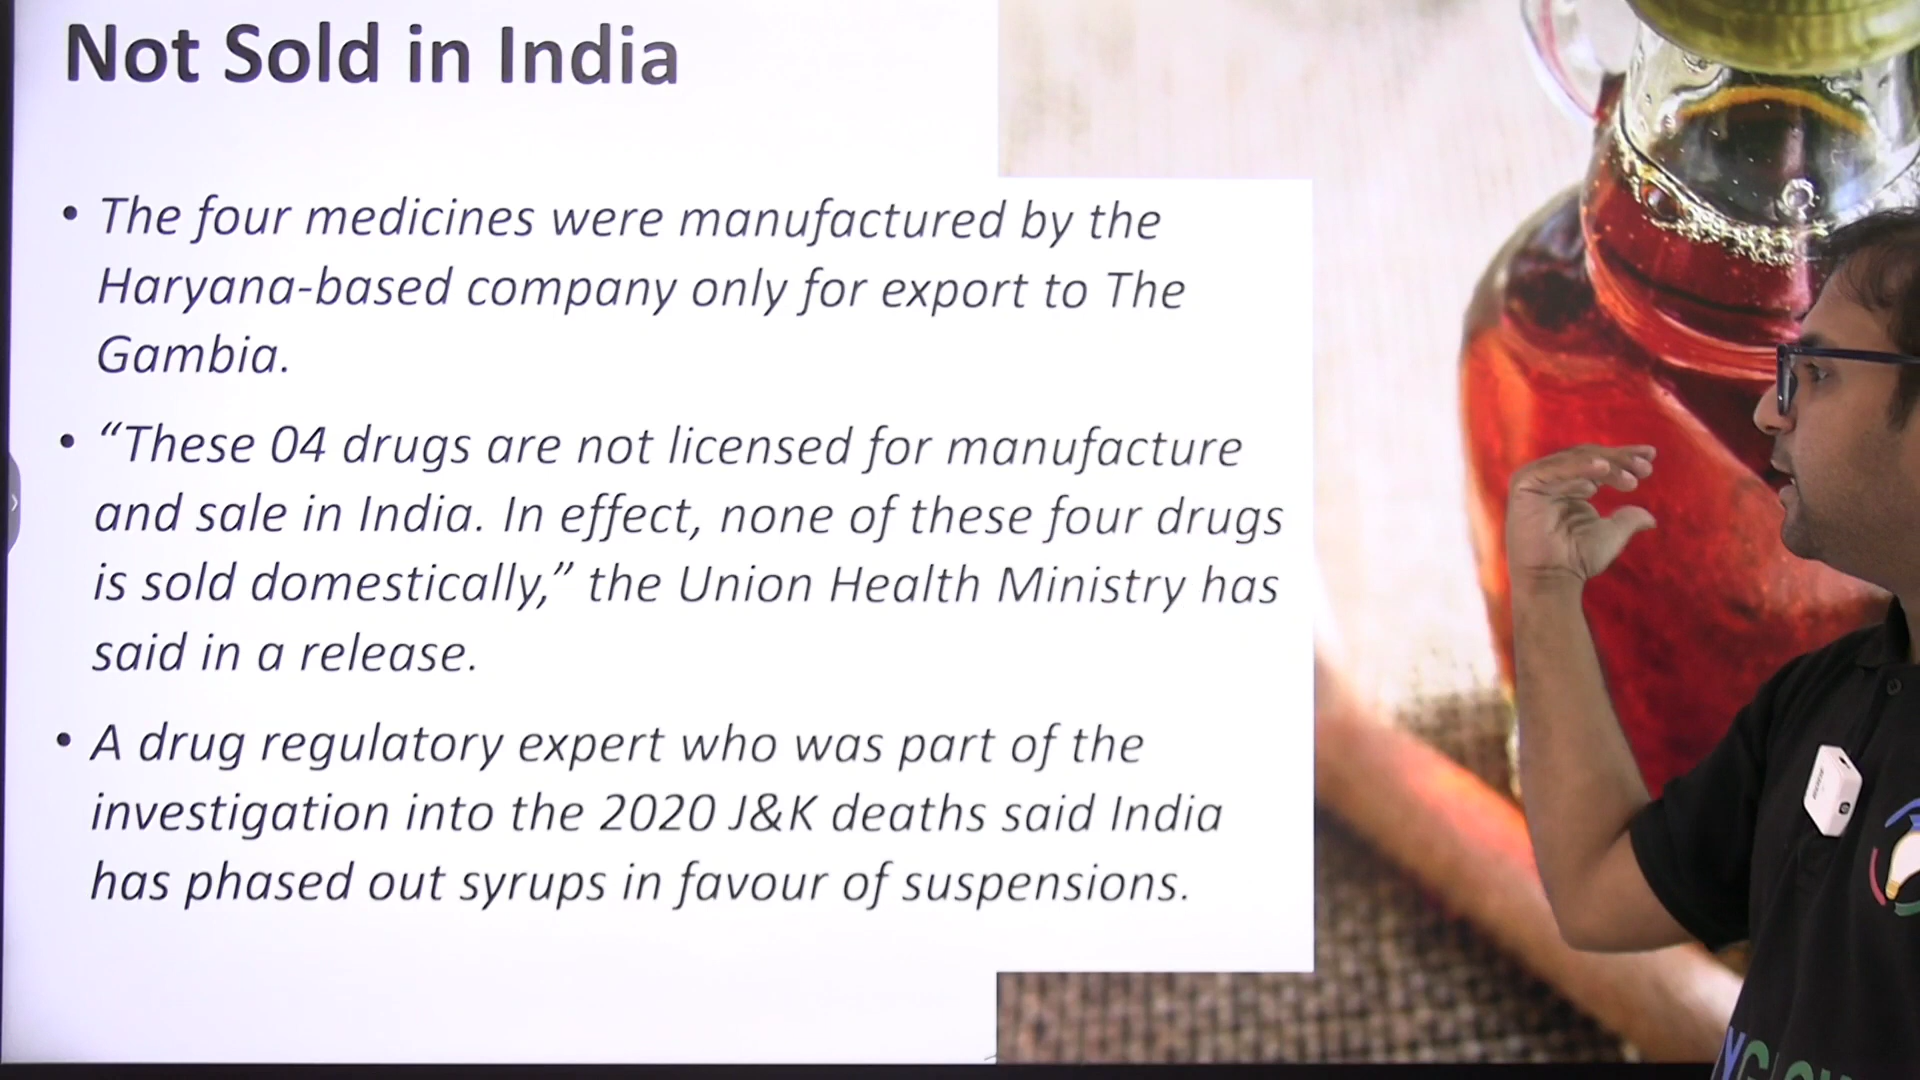 Not Sold in India
• The four medicines were manufactured by the
Haryana-based company only for export to The
Gambia.
• “These 04 drugs are not licensed for manufacture
and sale in India. In effect, none of these four drugs
is sold domestically,” the Union Health Ministry has
said in a release.
• A drug regulatory expert who was part of the
investigation into the 2020 J&K deaths said India
has phased out syrups in favour of suspensions.